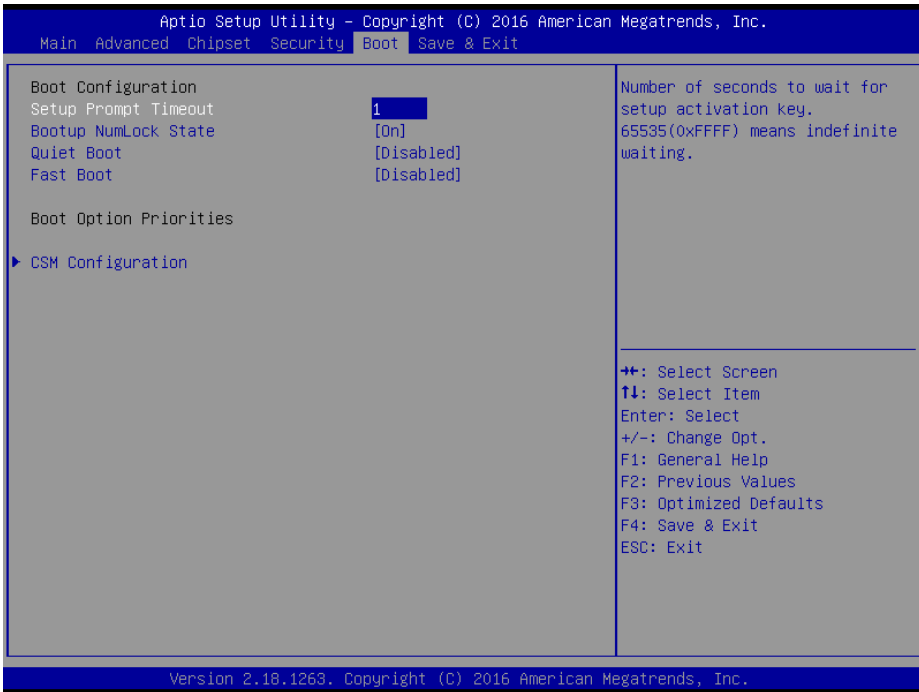 Aptio Setup Utility – Copyright (C) 2016 American Megatrends, Inc.
Main Advanced Chipset Security Boot Save & Exit
Boot Configuration
Setup Prompt Timeout 1
Bootup NumLock State [On]
Quiet Boot [Disabled]
Fast Boot [Disabled]
Boot Option Priorities
CSM Configuration
Number of seconds to wait for
setup activation key.
65535(0xFFFF) means indefinite
waiting.
→←: Select Screen
↑↓: Select Item
Enter: Select
+/-: Change Opt.
F1: General Help
F2: Previous Values
F3: Optimized Defaults
F4: Save & Exit
ESC: Exit
Version 2.18.1263. Copyright (C) 2016 American Megatrends, Inc.